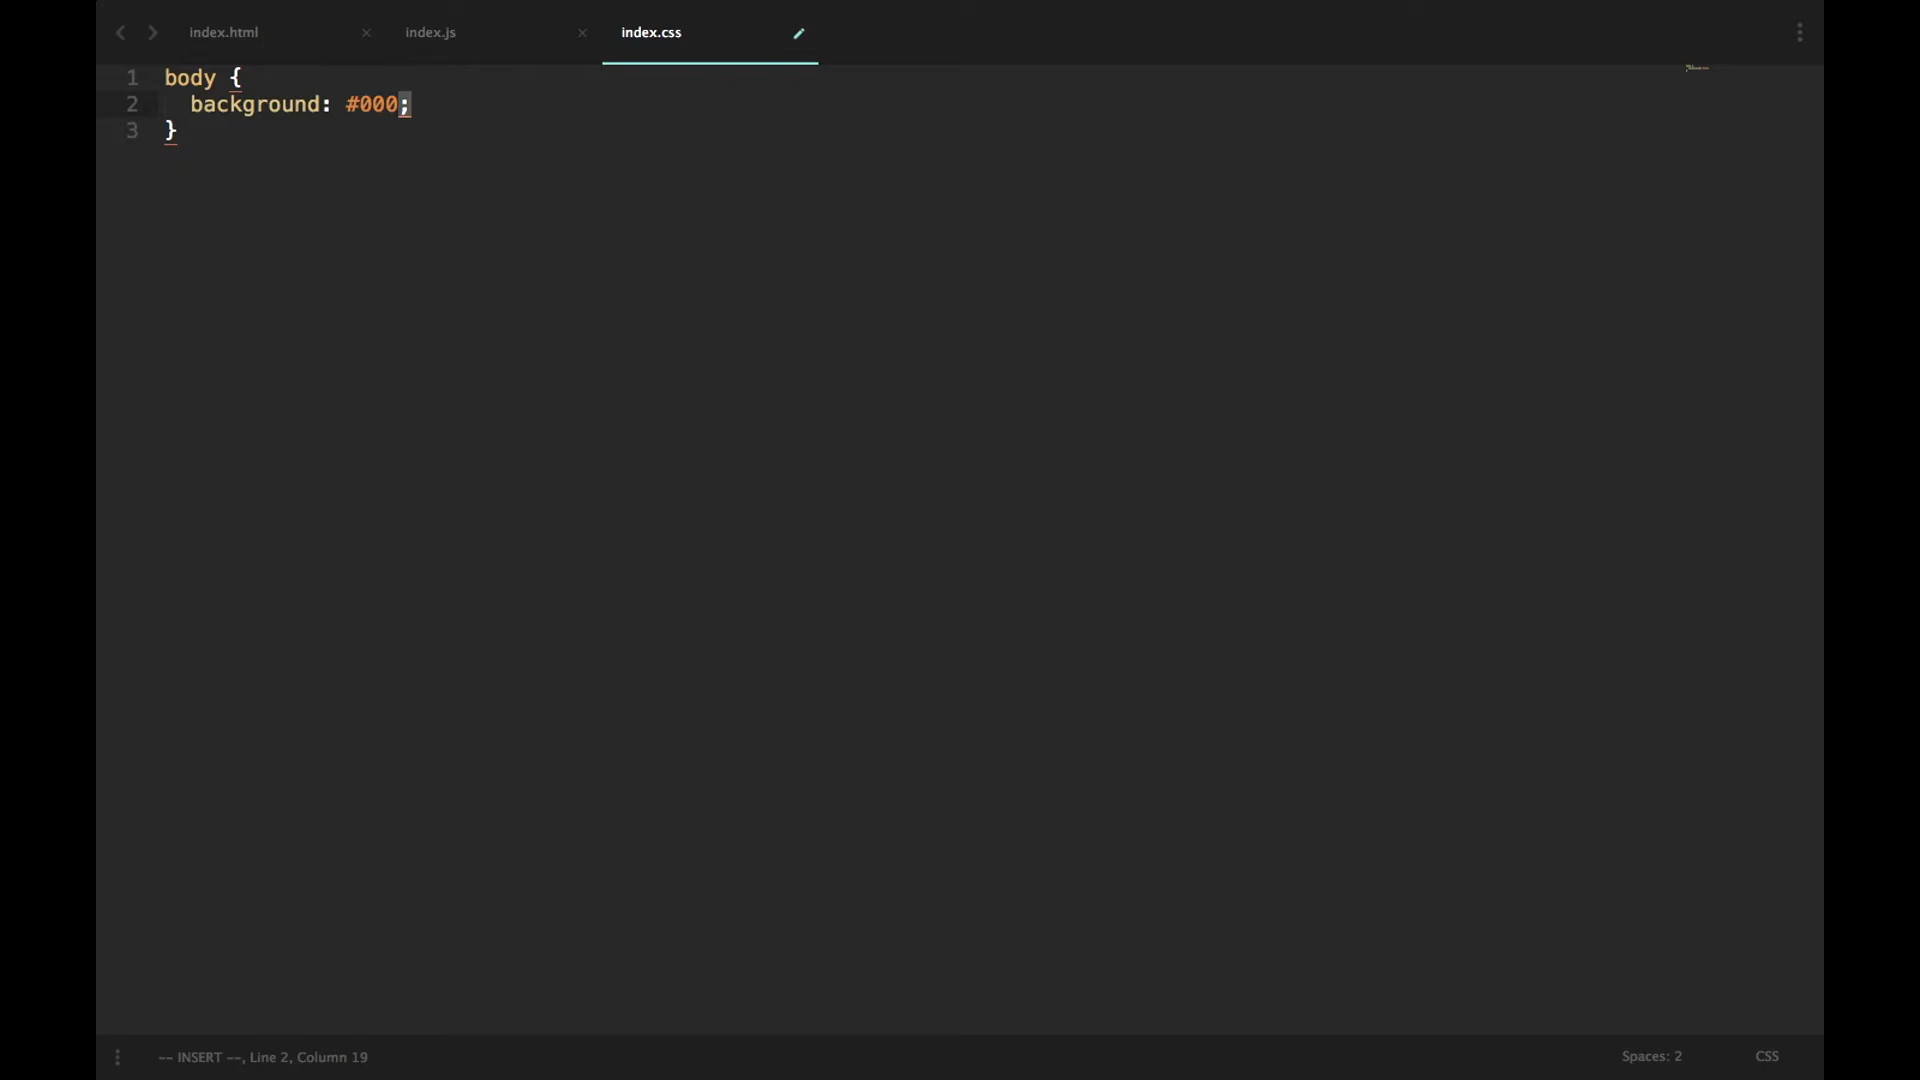 index.html × index.js × index.css
1 body {
2   background: #000;
3 }
-- INSERT --, Line 2, Column 19 Spaces: 2 CSS